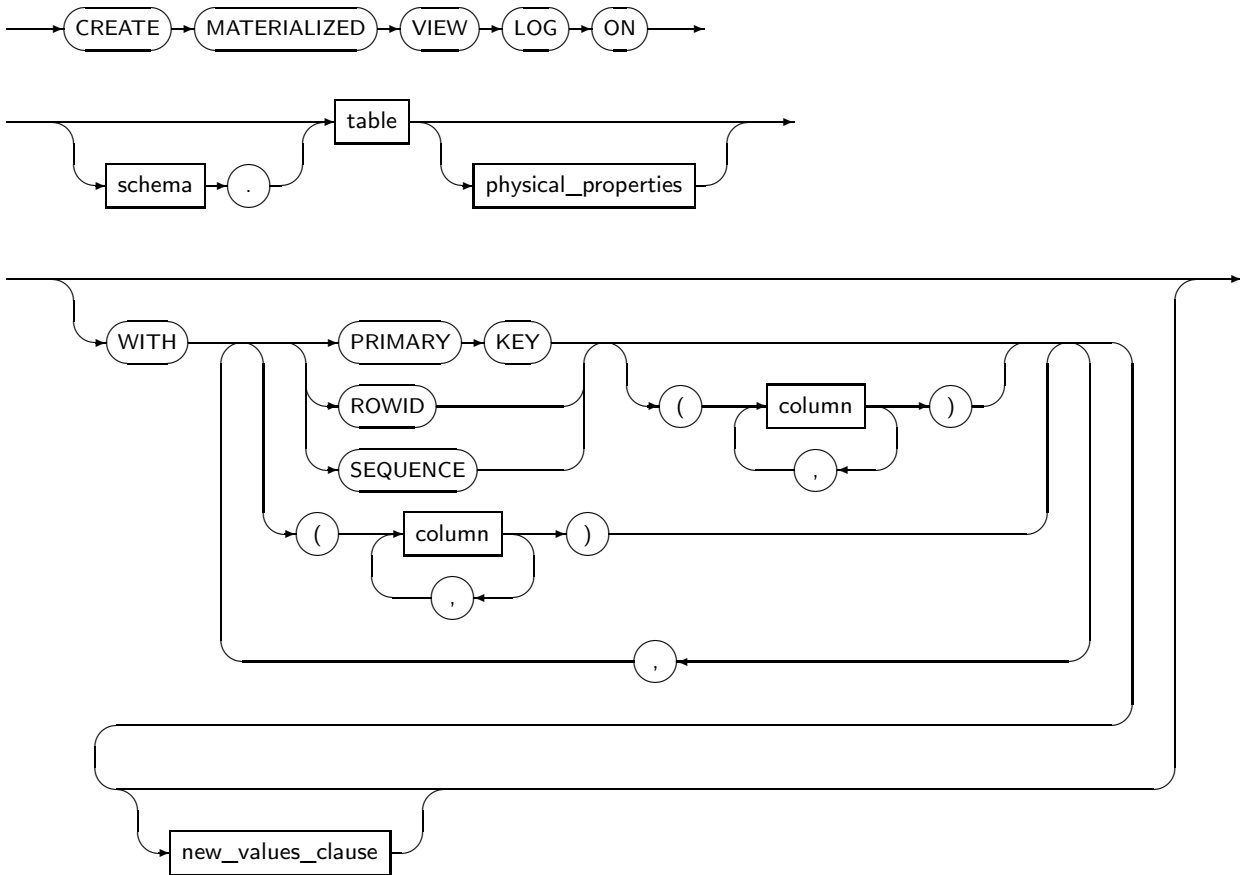 CREATE MATERIALIZED VIEW LOG ON
table
schema .
physical_properties
WITH PRIMARY KEY
ROWID ( column )
SEQUENCE ,
( column )
,
,
new_values_clause